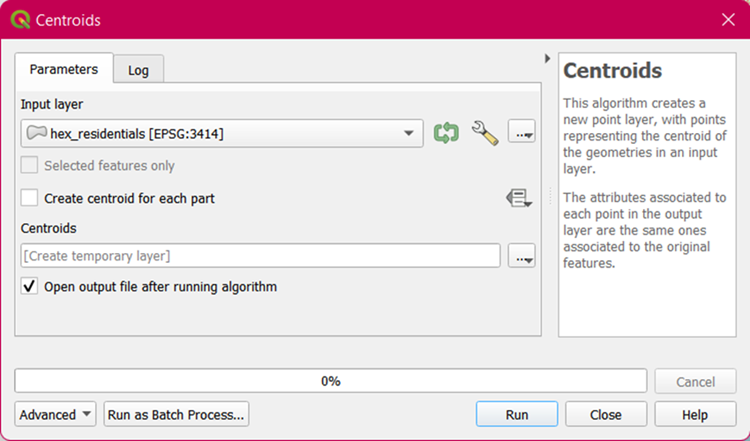 Centroids
Parameters
Log
Input layer
hex_residentials [EPSG:3414]
...
Selected features only
Create centroid for each part
Centroids
[Create temporary layer]
...
Open output file after running algorithm
Centroids
This algorithm creates a
new point layer, with points
representing the centroid of
the geometries in an input
layer.
The attributes associated to
each point in the output
layer are the same ones
associated to the original
features.
0%
Cancel
Advanced
Run as Batch Process...
Run
Close
Help